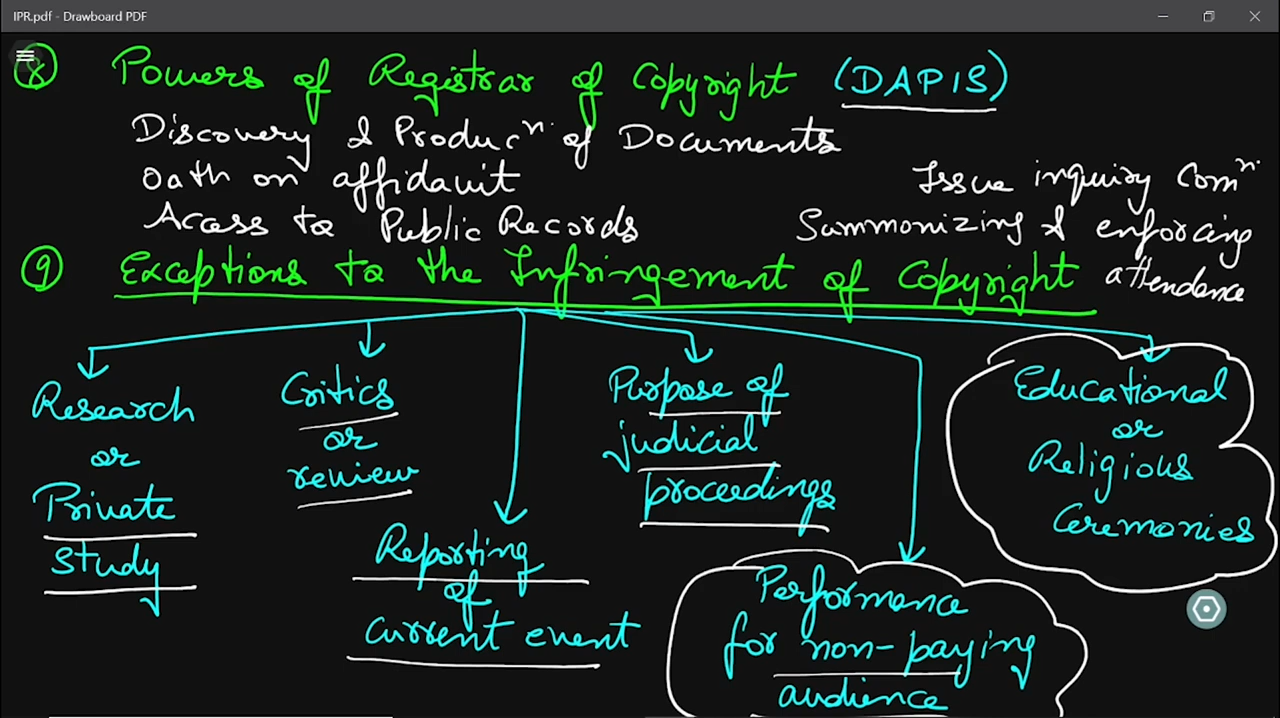 IPR.pdf - Drawboard PDF
⑧ Powers of Registrar of Copyright (DAPIS)
Discovery & Producⁿ. of Documents
Oath on affidavit
Access to Public Records
Issue inquiry Comⁿ.
Summonizing & enforcing
attendance
⑨ Exceptions to the Infringement of Copyright
Research
or
Private
study
Critics
or
review
Reporting
of
current event
Purpose of
judicial
proceedings
Performance
for non-paying
audience
Educational
or
Religious
Ceremonies